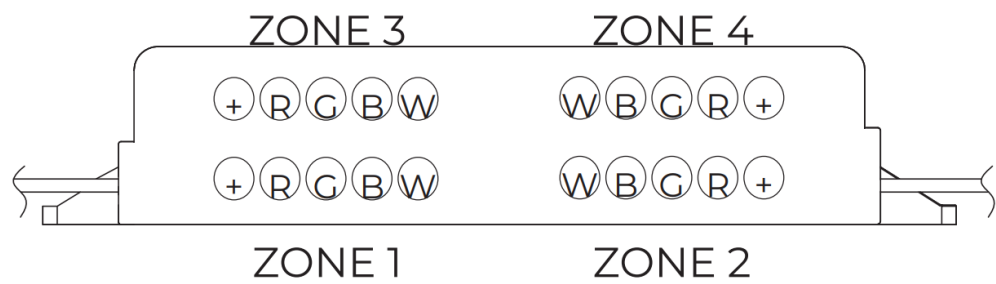 ZONE 3 ZONE 4
+ R G B W W B G R +
+ R G B W W B G R +
ZONE 1 ZONE 2